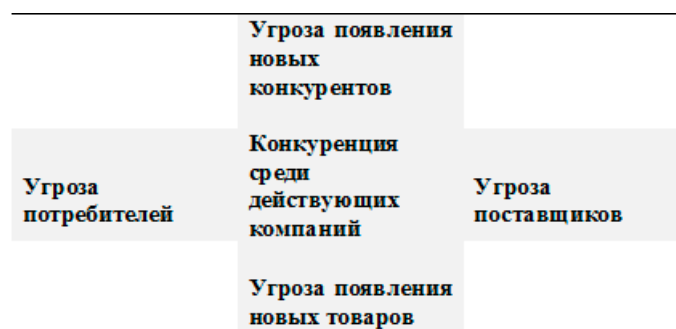 Угроза появления
новых
конкурентов
Угроза
потребителей
Конкуренция
среди
действующих
компаний
Угроза
поставщиков
Угроза появления
новых товаров